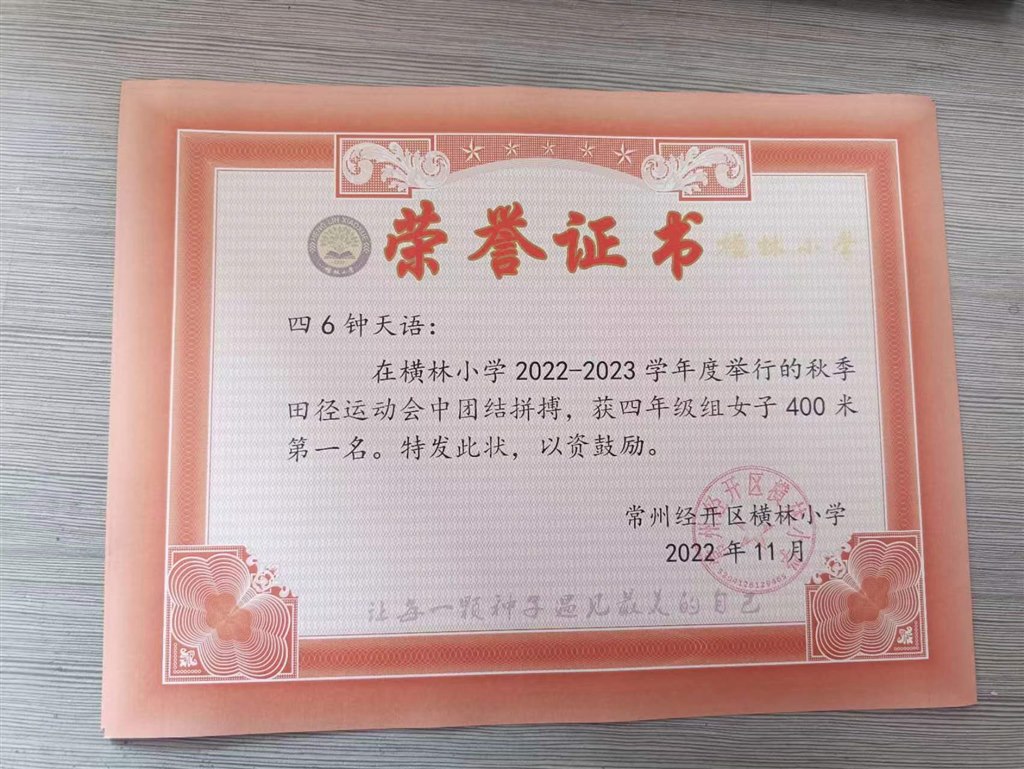 荣誉证书 横林小学
四6钟天语：
在横林小学2022-2023学年度举行的秋季
田径运动会中团结拼搏，获四年级组女子400米
第一名。特发此状，以资鼓励。
常州经开区横林小学
2022年11月
让每一颗种子遇见最美的自己